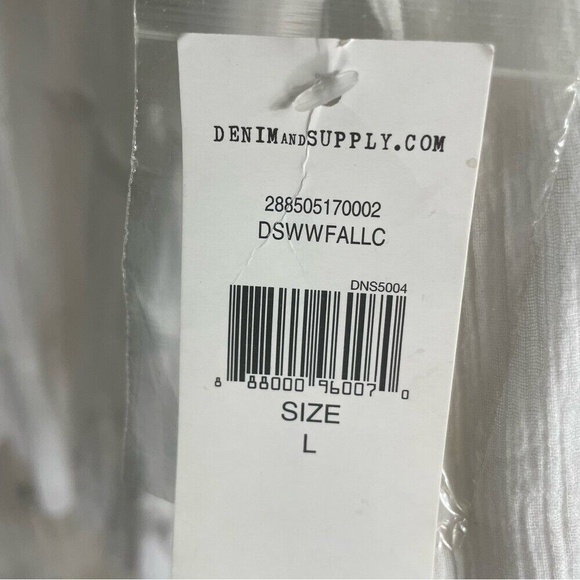 DENIMANDSUPPLY.COM
288505170002
DSWWFALLC
DNS5004
8 88000 96007 0
SIZE
L